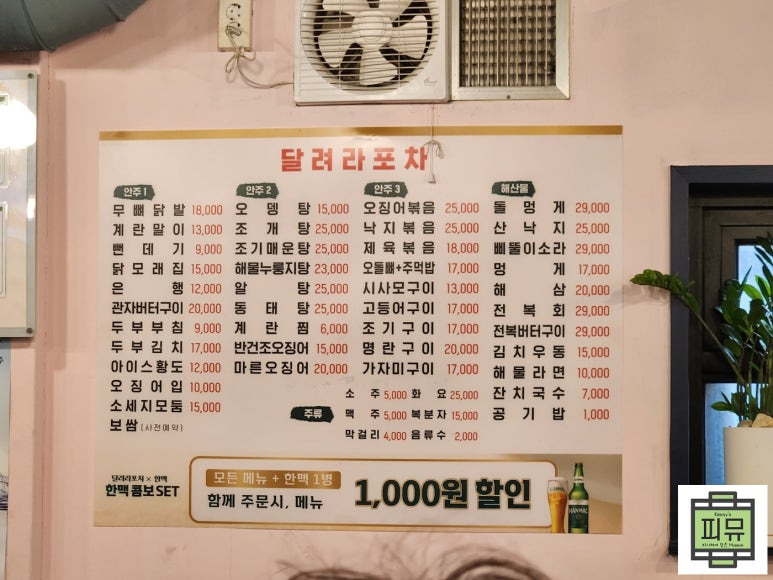 달려라포차
안주 1
무뼈닭발 18,000
계란말이 13,000
뻔데기 9,000
닭모래집 15,000
은행 12,000
관자버터구이 20,000
두부부침 9,000
두부김치 17,000
아이스황도 12,000
오징어입 10,000
소세지모둠 15,000
보쌈 (사전예약)
안주 2
오뎅탕 15,000
조개탕 25,000
조기매운탕 25,000
해물누룽지탕 23,000
알탕 25,000
동태탕 25,000
계란찜 6,000
반건조오징어 15,000
마른오징어 20,000
안주 3
오징어볶음 25,000
낙지볶음 25,000
제육볶음 18,000
오돌뼈+주먹밥 17,000
시사모구이 13,000
고등어구이 17,000
조기구이 17,000
명란구이 20,000
가자미구이 17,000
해산물
돌멍게 29,000
산낙지 25,000
삐뚤이소라 29,000
멍게 17,000
해삼 20,000
전복회 29,000
전복버터구이 29,000
김치우동 15,000
해물라면 10,000
잔치국수 7,000
공기밥 1,000
주류
소주 5,000 화요 25,000
맥주 5,000 복분자 15,000
막걸리 4,000 음료수 2,000
달려라포차 × 한맥
한맥 콤보 SET
모든 메뉴 + 한맥 1병
함께 주문시, 메뉴
1,000원 할인
HANMAC
Kenny's
피뮤